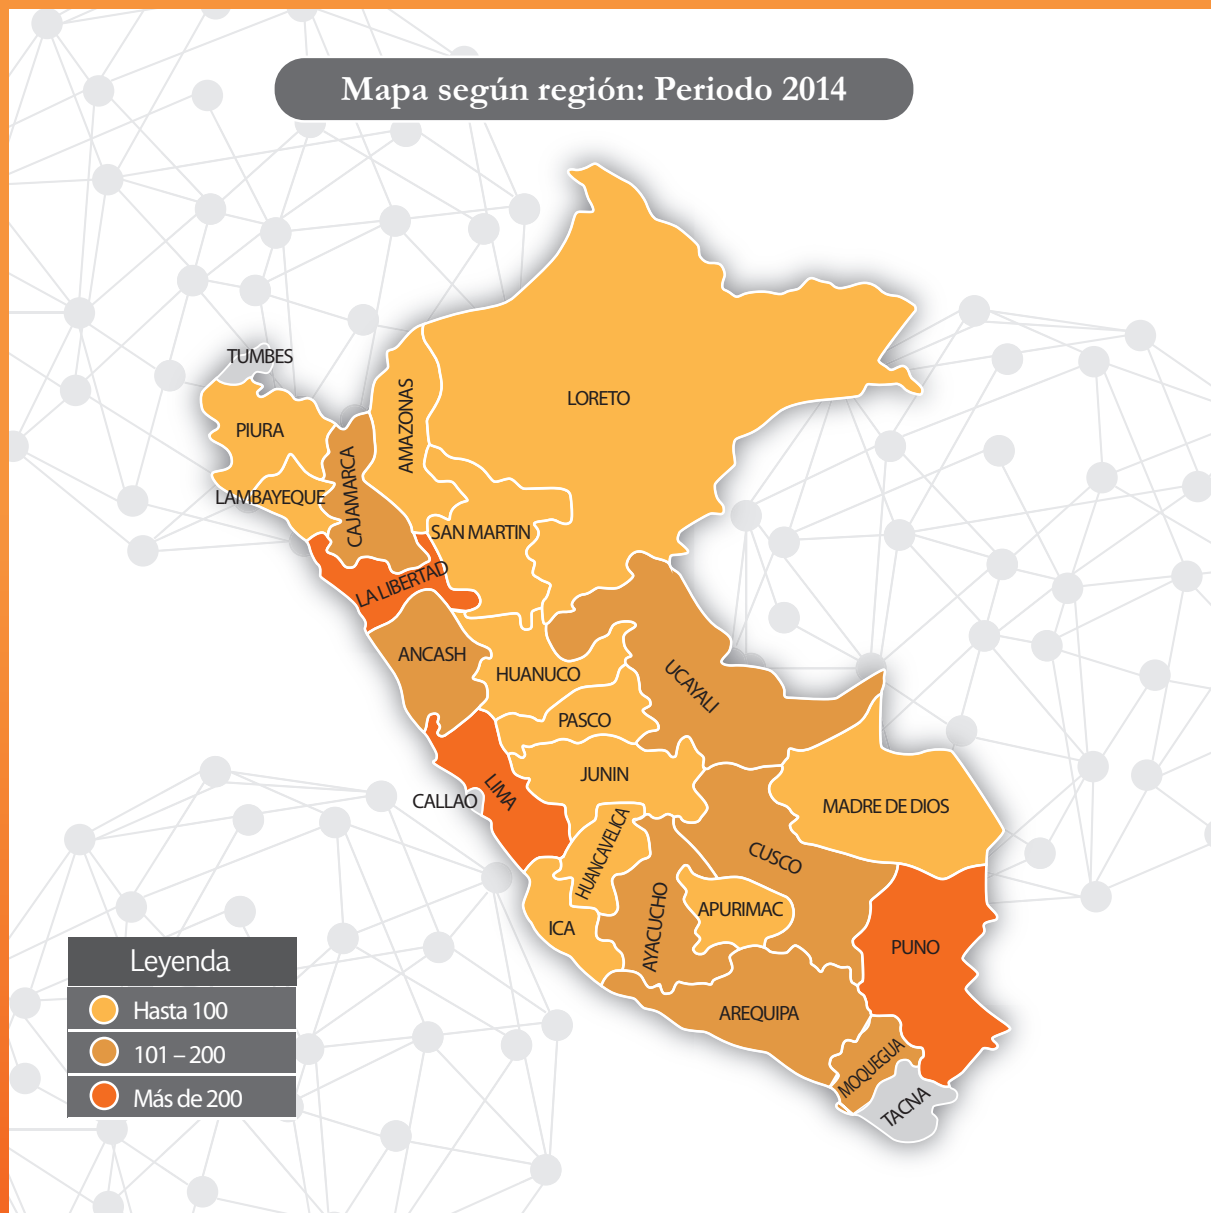 Mapa según región: Periodo 2014
TUMBES
PIURA
LAMBAYEQUE
CAJAMARCA
AMAZONAS
LORETO
SAN MARTIN
LA LIBERTAD
ANCASH
HUANUCO
UCAYALI
PASCO
JUNIN
LIMA
CALLAO
MADRE DE DIOS
HUANCAVELICA
CUSCO
ICA
AYACUCHO
APURIMAC
PUNO
AREQUIPA
MOQUEGUA
TACNA
Leyenda
Hasta 100
101 – 200
Más de 200